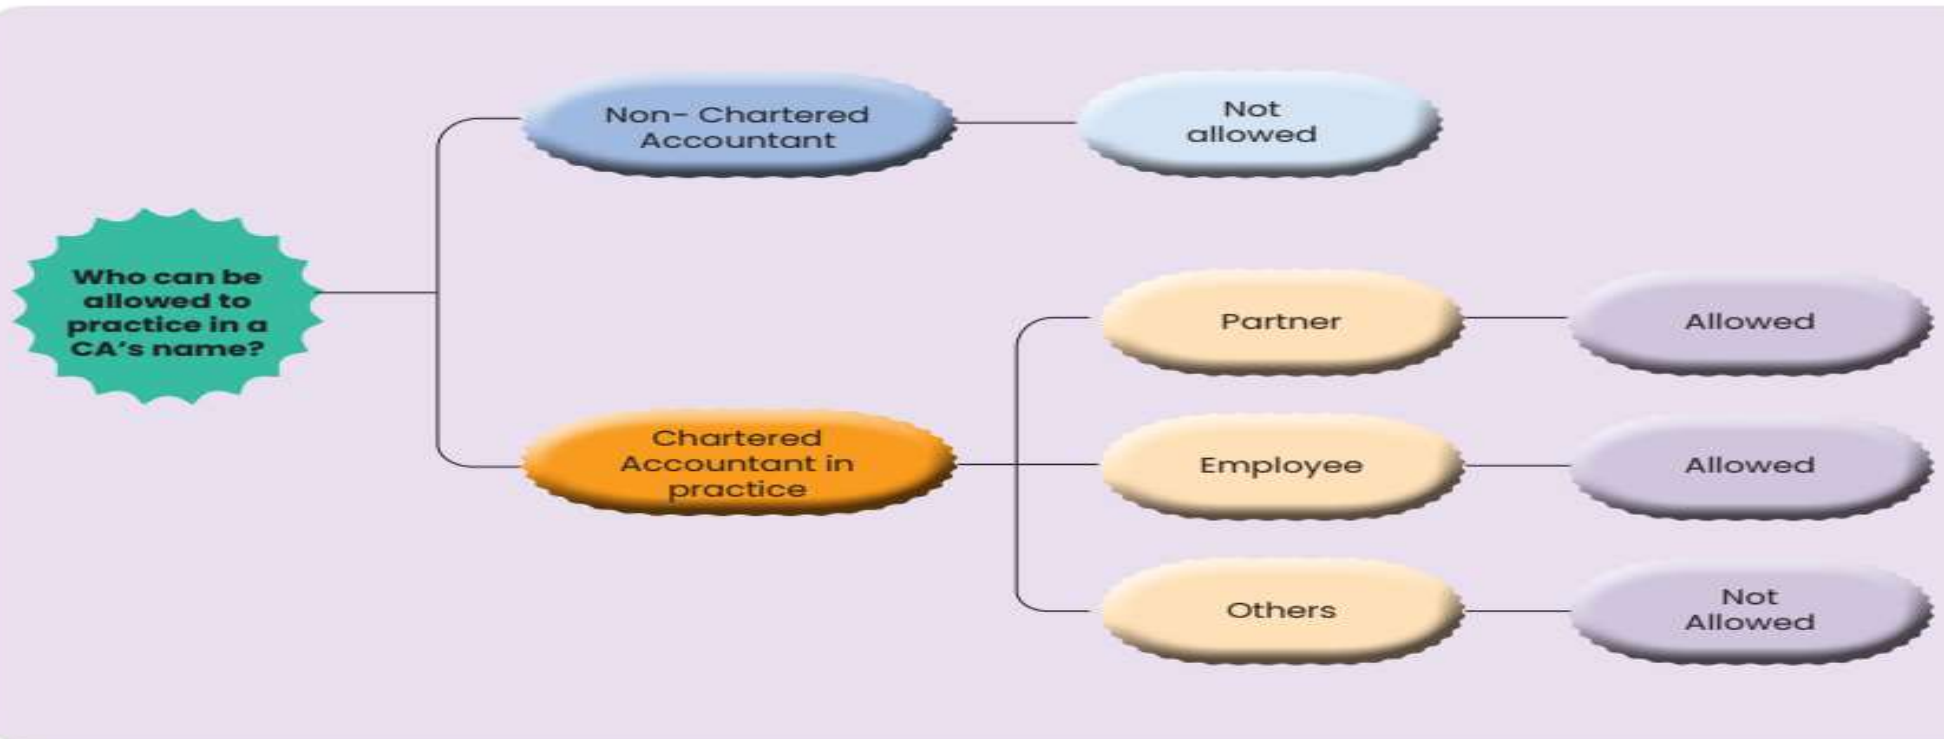 Who can be
allowed to
practice in a
CA's name?
Non- Chartered
Accountant
Not
allowed
Chartered
Accountant in
practice
Partner
Allowed
Employee
Allowed
Others
Not
Allowed